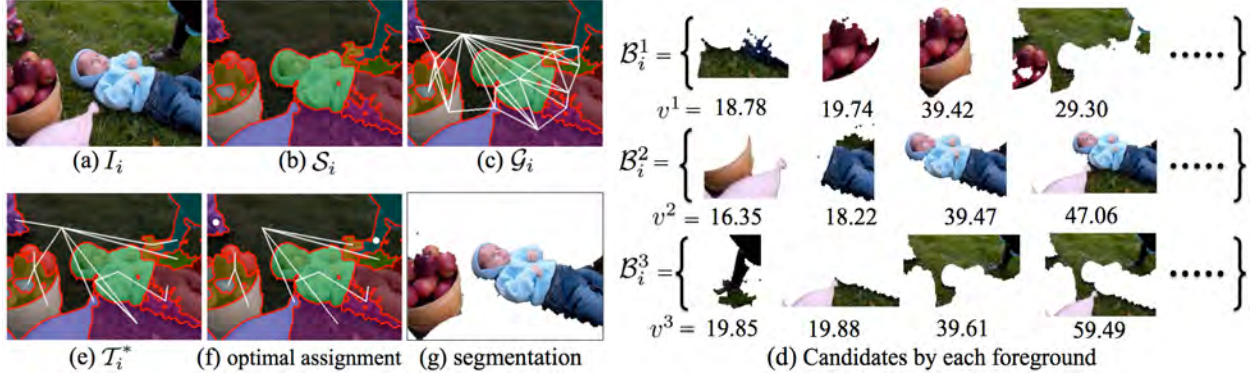 (a) I_i
(b) S_i
(c) G_i
(e) T_i^*
(f) optimal assignment
(g) segmentation
B_i^1 = { ••••• }
v^1 = 18.78 19.74 39.42 29.30
B_i^2 = { ••••• }
v^2 = 16.35 18.22 39.47 47.06
B_i^3 = { ••••• }
v^3 = 19.85 19.88 39.61 59.49
(d) Candidates by each foreground